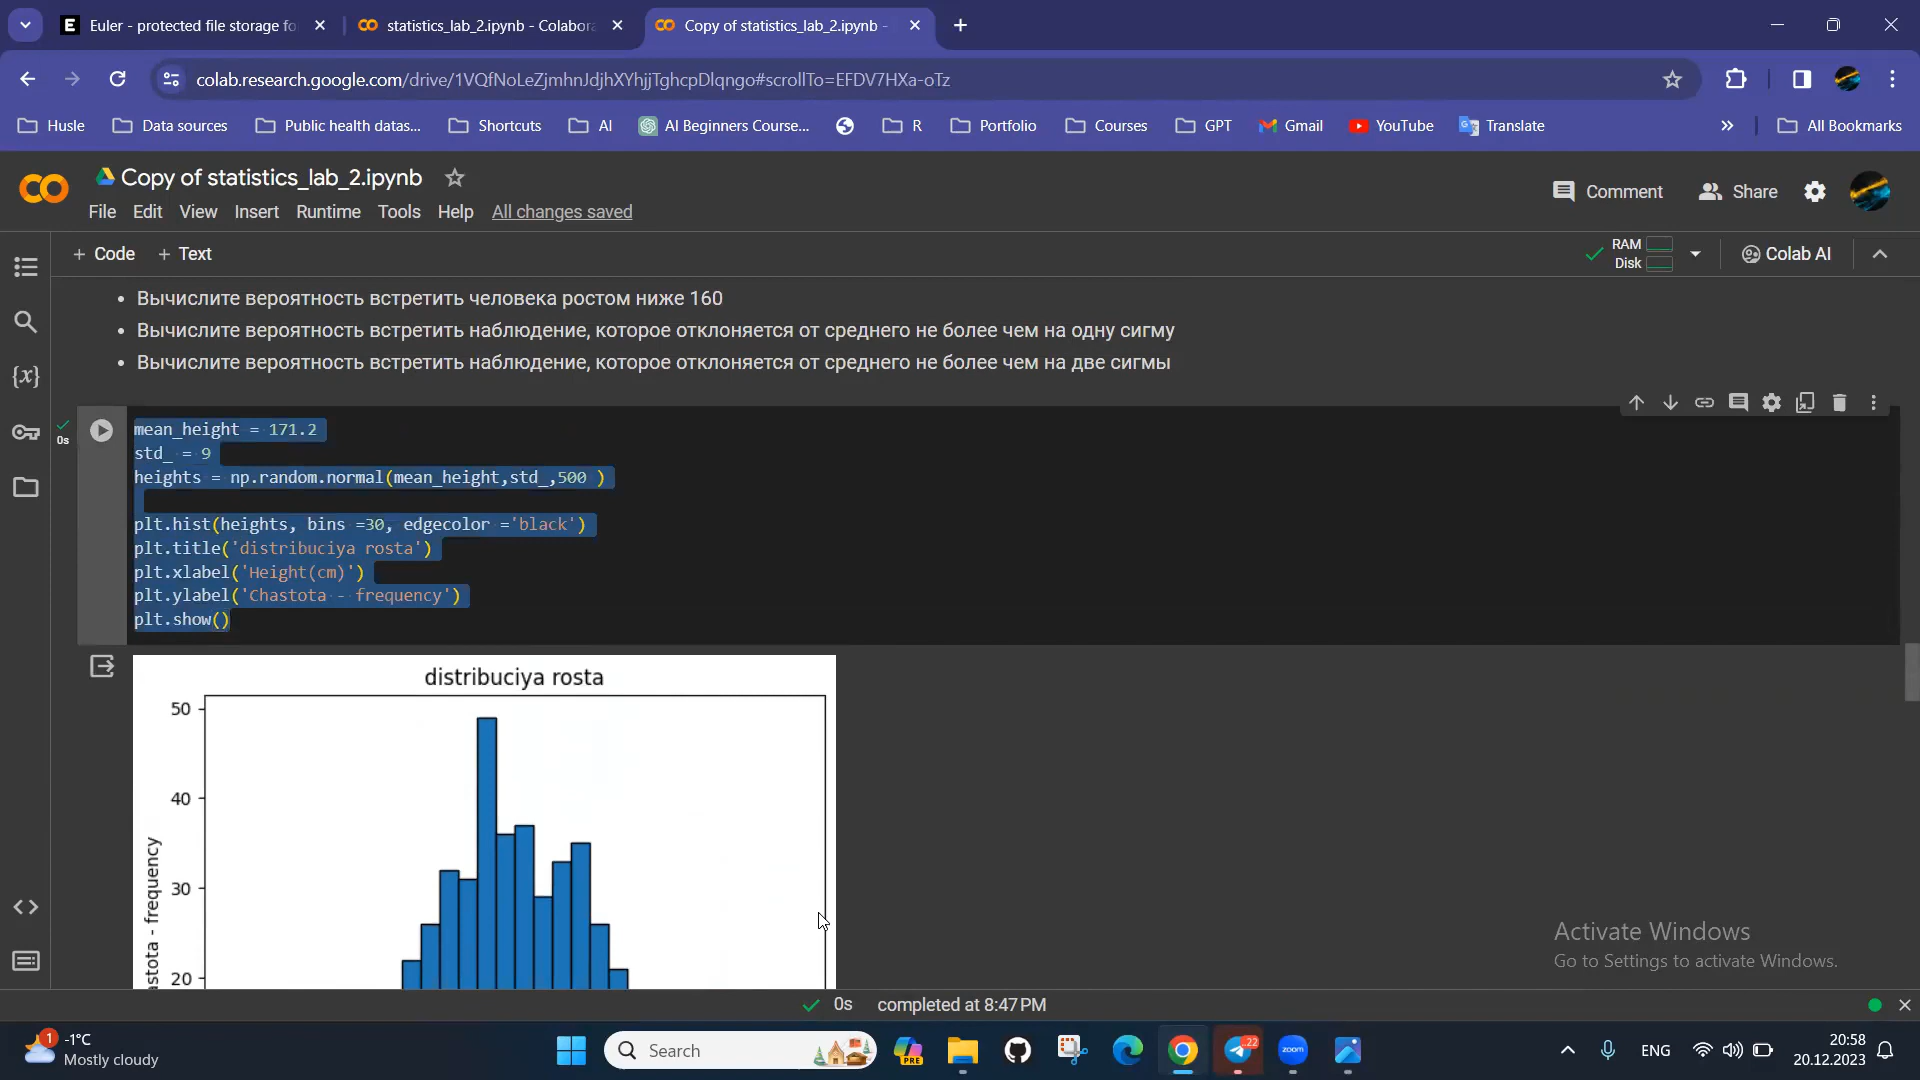 Euler - protected file storage fo
statistics_lab_2.ipynb - Colabora
Copy of statistics_lab_2.ipynb -
colab.research.google.com/drive/1VQfNoLeZjmhnJdjhXYhjjTghcpDlqngo#scrollTo=EFDV7HXa-oTz
Husle
Data sources
Public health datas...
Shortcuts
AI
AI Beginners Course...
R
Portfolio
Courses
GPT
Gmail
YouTube
Translate
All Bookmarks
Copy of statistics_lab_2.ipynb
Comment
Share
File Edit View Insert Runtime Tools Help All changes saved
+ Code + Text
RAM
Disk
Colab AI
• Вычислите вероятность встретить человека ростом ниже 160
• Вычислите вероятность встретить наблюдение, которое отклоняется от среднего не более чем на одну сигму
• Вычислите вероятность встретить наблюдение, которое отклоняется от среднего не более чем на две сигмы
{x}
0s
mean_height = 171.2
std_ = 9
heights = np.random.normal(mean_height,std_,500 )
plt.hist(heights, bins =30, edgecolor ='black')
plt.title('distribuciya rosta')
plt.xlabel('Height(cm)')
plt.ylabel('Chastota - frequency')
plt.show()
distribuciya rosta
50
40
30
20
astota - frequency
Activate Windows
Go to Settings to activate Windows.
0s completed at 8:47 PM
1
-1°C
Mostly cloudy
Search
PRE
22
zoom
ENG
20:58
20.12.2023